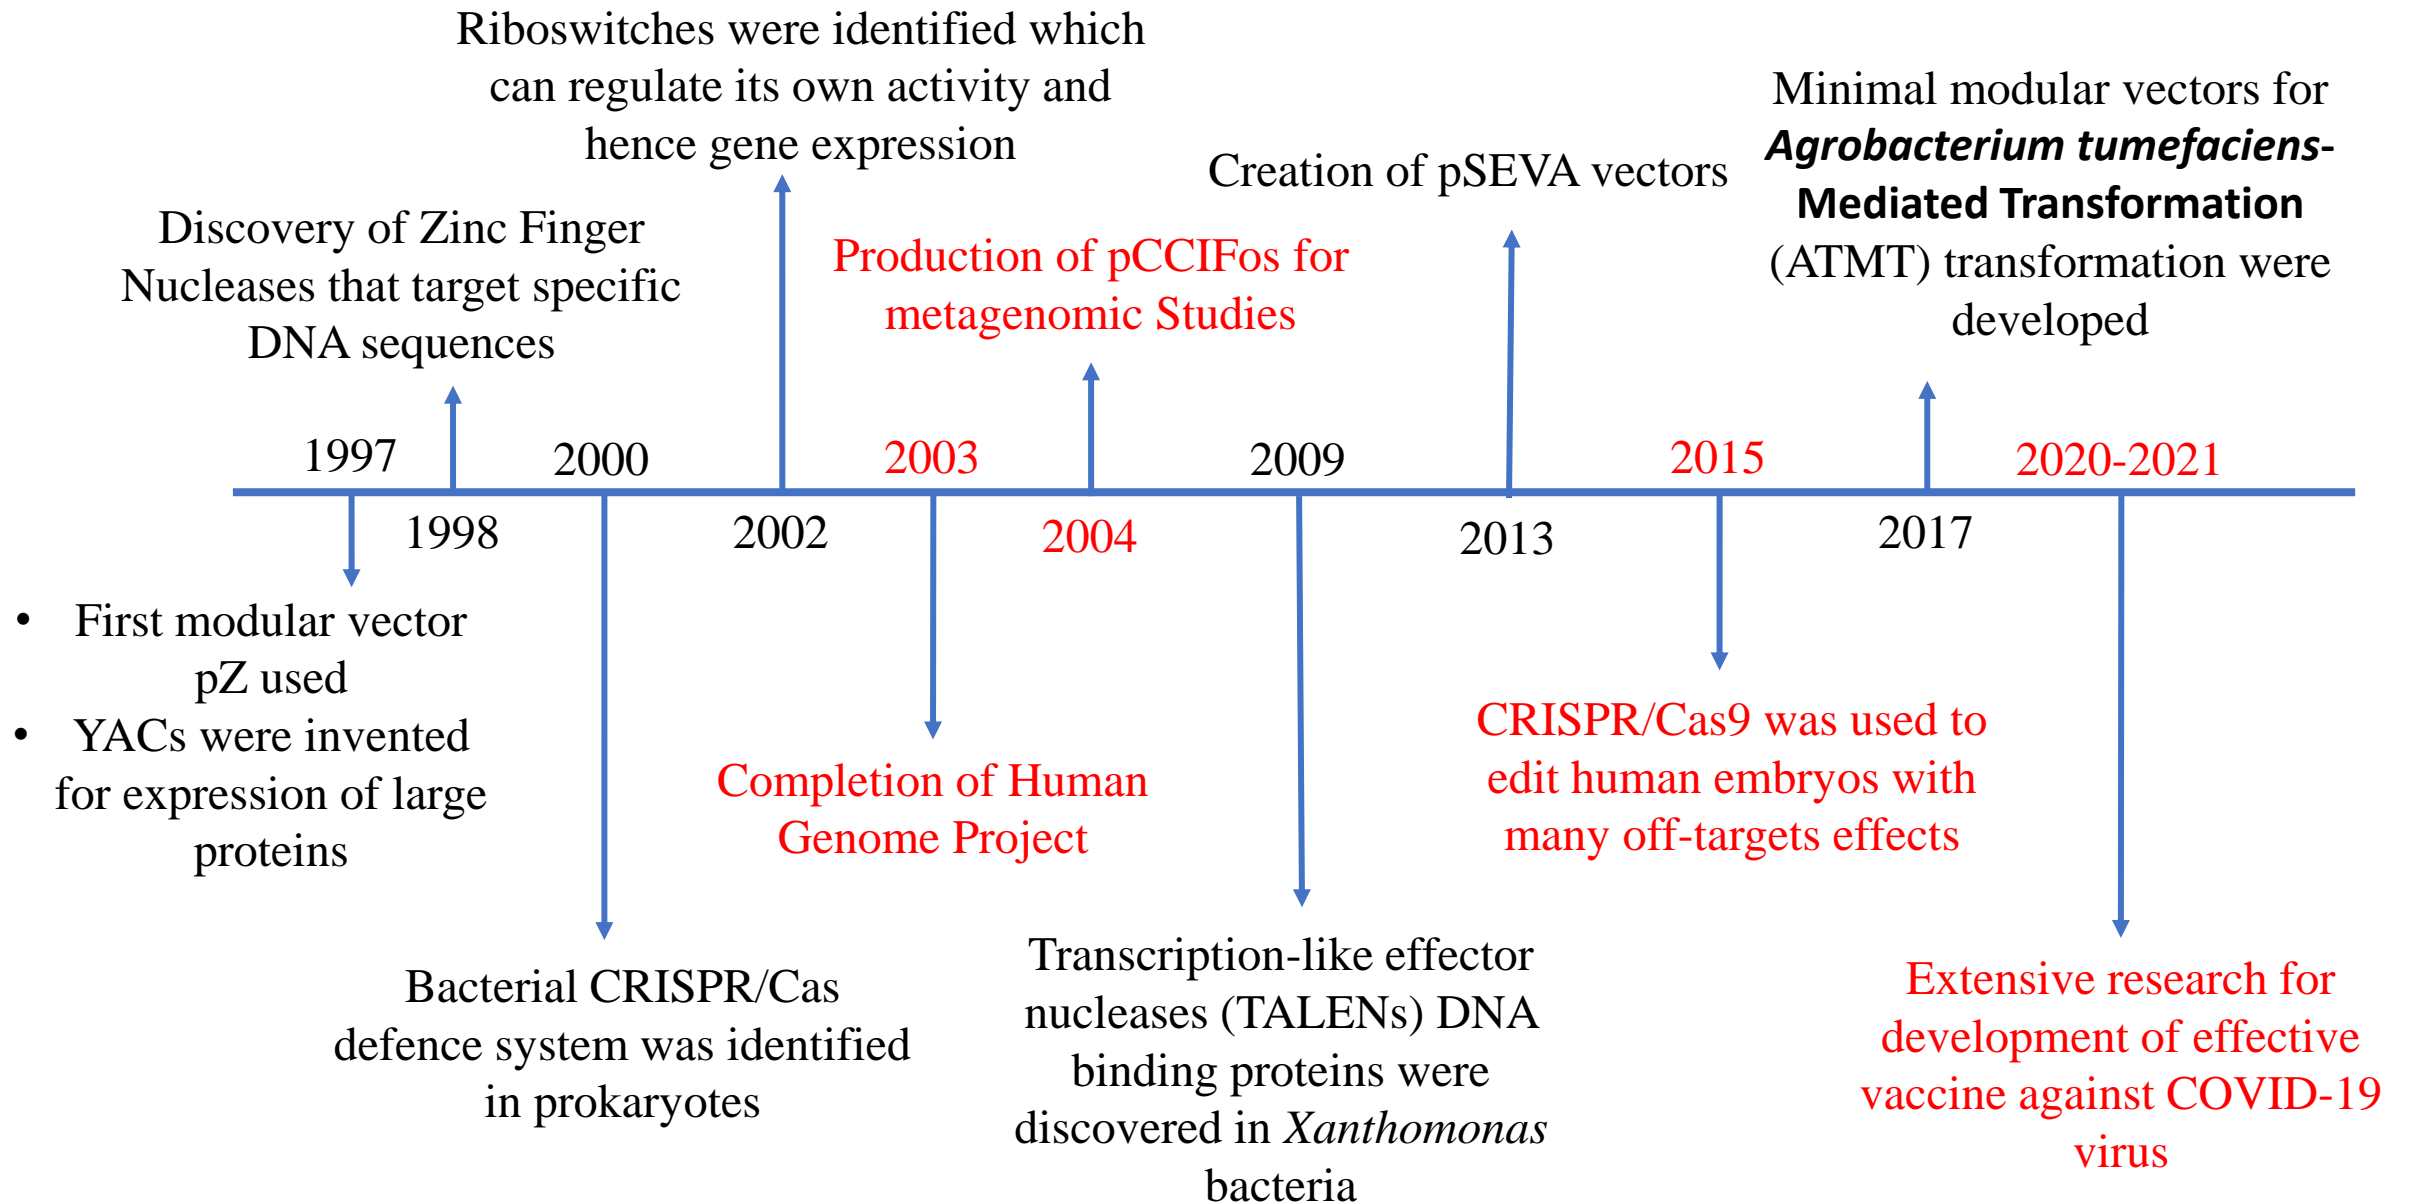 Riboswitches were identified which
can regulate its own activity and
hence gene expression
Minimal modular vectors for
Agrobacterium tumefaciens-
Mediated Transformation
(ATMT) transformation were
developed
Creation of pSEVA vectors
Discovery of Zinc Finger
Nucleases that target specific
DNA sequences
Production of pCCIFos for
metagenomic Studies
1997
2000
2003
2009
2015
2020-2021
1998
2002
2004
2013
2017
• First modular vector
pZ used
• YACs were invented
for expression of large
proteins
Completion of Human
Genome Project
CRISPR/Cas9 was used to
edit human embryos with
many off-targets effects
Bacterial CRISPR/Cas
defence system was identified
in prokaryotes
Transcription-like effector
nucleases (TALENs) DNA
binding proteins were
discovered in Xanthomonas
bacteria
Extensive research for
development of effective
vaccine against COVID-19
virus